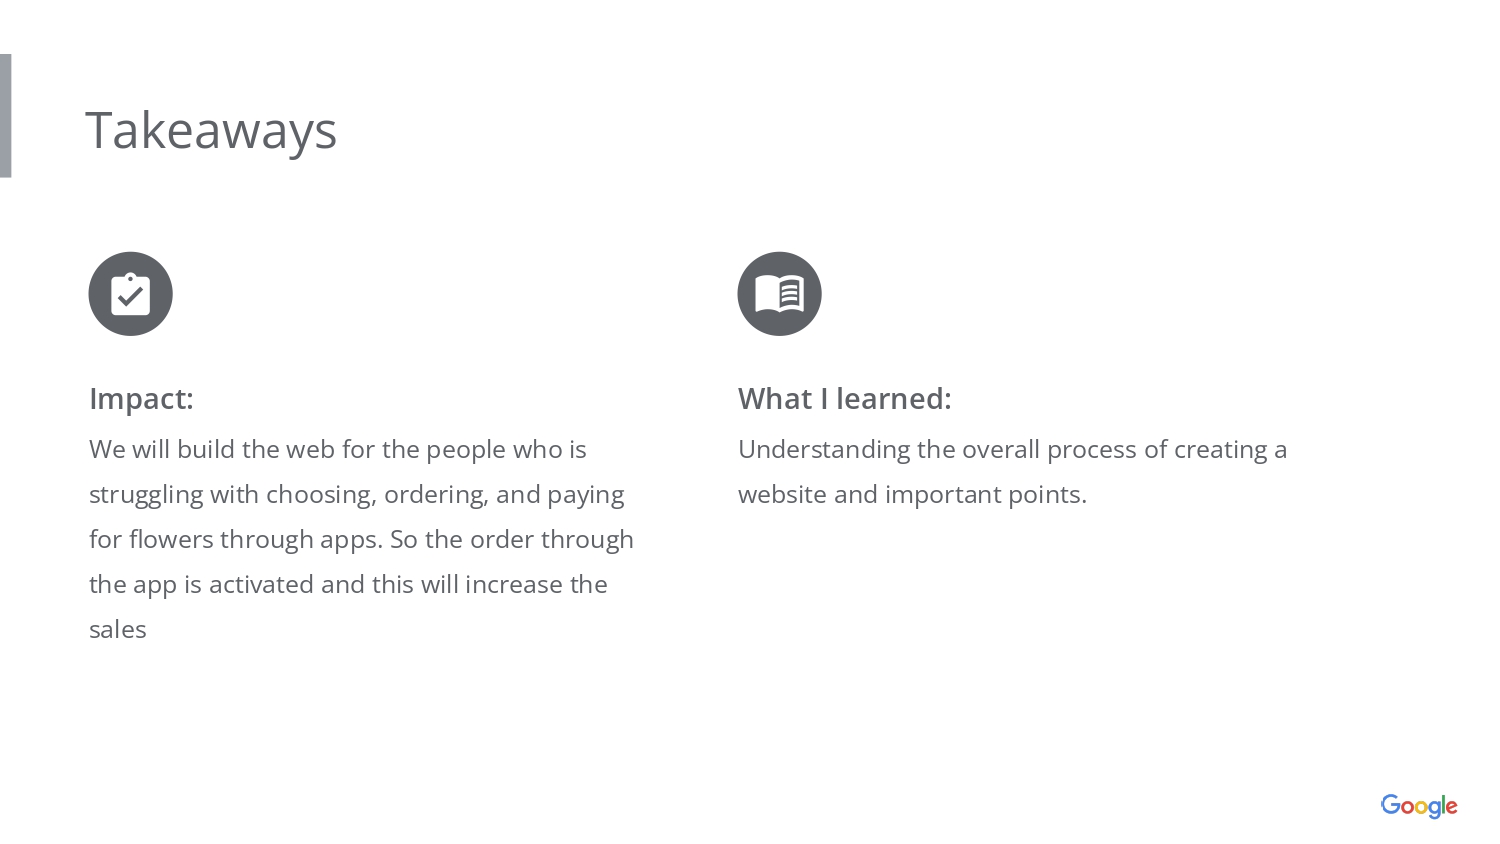 Takeaways
Impact:
We will build the web for the people who is
struggling with choosing, ordering, and paying
for flowers through apps. So the order through
the app is activated and this will increase the
sales
What I learned:
Understanding the overall process of creating a
website and important points.
Google